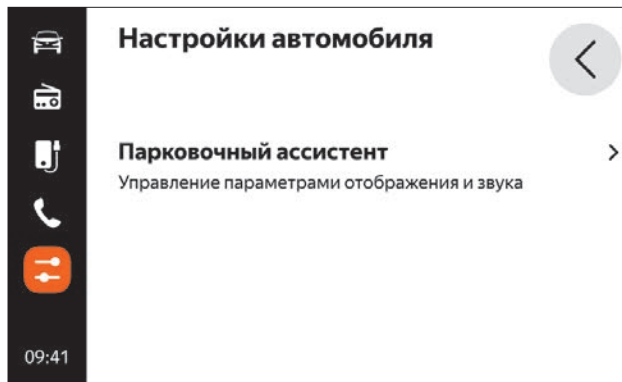 Настройки автомобиля
Парковочный ассистент
Управление параметрами отображения и звука
09:41